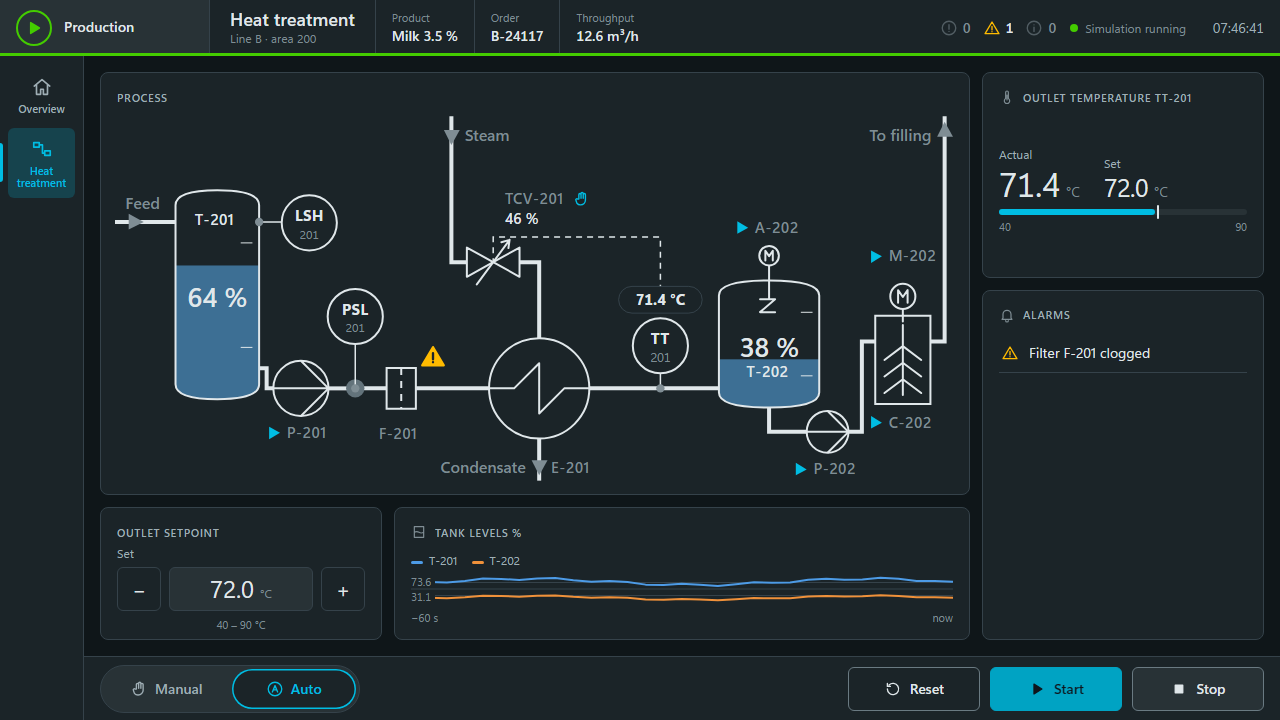 Production
Heat treatment
Line B · area 200
Product
Milk 3.5 %
Order
B-24117
Throughput
12.6 m³/h
0
1
0
Simulation running
07:46:41
Overview
Heat
treatment
PROCESS
Steam
To filling
Feed
T-201
LSH
201
TCV-201
46 %
A-202
M
M-202
64 %
PSL
201
71.4 °C
TT
201
M
38 %
T-202
P-201
F-201
C-202
Condensate
E-201
P-202
OUTLET TEMPERATURE TT-201
Actual
71.4 °C
Set
72.0 °C
40
90
ALARMS
Filter F-201 clogged
OUTLET SETPOINT
Set
−
72.0 °C
+
40 – 90 °C
TANK LEVELS %
T-201
T-202
73.6
31.1
−60 s
now
Manual
A Auto
Reset
Start
Stop